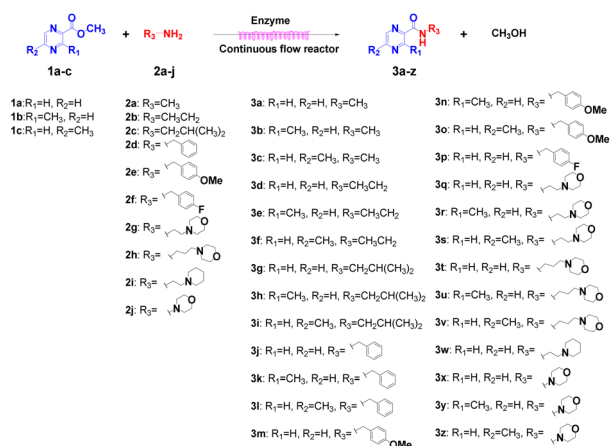 Enzyme
Continuous flow reactor
N
N
O
O
CH₃
R₁
R₂
+
R₃
NH₂
N
N
O
R₃
N
H
R₁
R₂
+
CH₃OH
1a-c
2a-j
3a-z
1a:R₁=H, R₂=H
1b:R₁=CH₃, R₂=H
1c:R₁=H, R₂=CH₃
2a: R₃=CH₃
2b: R₃=CH₃CH₂
2c: R₃=CH₂CH(CH₃)₂
2d: R₃=
2e: R₃=
OMe
2f: R₃=
F
2g: R₃=
N
O
2h: R₃=
N
O
2i: R₃=
N
2j: R₃=
N
O
3a: R₁=H, R₂=H, R₃=CH₃
3b: R₁=CH₃, R₂=H, R₃=CH₃
3c: R₁=H, R₂=CH₃, R₃=CH₃
3d: R₁=H, R₂=H, R₃=CH₃CH₂
3e: R₁=CH₃, R₂=H, R₃=CH₃CH₂
3f: R₁=H, R₂=CH₃, R₃=CH₃CH₂
3g: R₁=H, R₂=H, R₃=CH₂CH(CH₃)₂
3h: R₁=CH₃, R₂=H, R₃=CH₂CH(CH₃)₂
3i: R₁=H, R₂=CH₃, R₃=CH₂CH(CH₃)₂
3j: R₁=H, R₂=H, R₃=
3k: R₁=CH₃, R₂=H, R₃=
3l: R₁=H, R₂=CH₃, R₃=
3m: R₁=H, R₂=H, R₃=
OMe
3n: R₁=CH₃, R₂=H, R₃=
OMe
3o: R₁=H, R₂=CH₃, R₃=
OMe
3p: R₁=H, R₂=H, R₃=
F
3q: R₁=H, R₂=H, R₃=
N
O
3r: R₁=CH₃, R₂=H, R₃=
N
O
3s: R₁=H, R₂=CH₃, R₃=
N
O
3t: R₁=H, R₂=H, R₃=
N
O
3u: R₁=CH₃, R₂=H, R₃=
N
O
3v: R₁=H, R₂=CH₃, R₃=
N
O
3w: R₁=H, R₂=H, R₃=
N
3x: R₁=H, R₂=H, R₃=
N
O
3y: R₁=CH₃, R₂=H, R₃=
N
O
3z: R₁=H, R₂=CH₃, R₃=
N
O